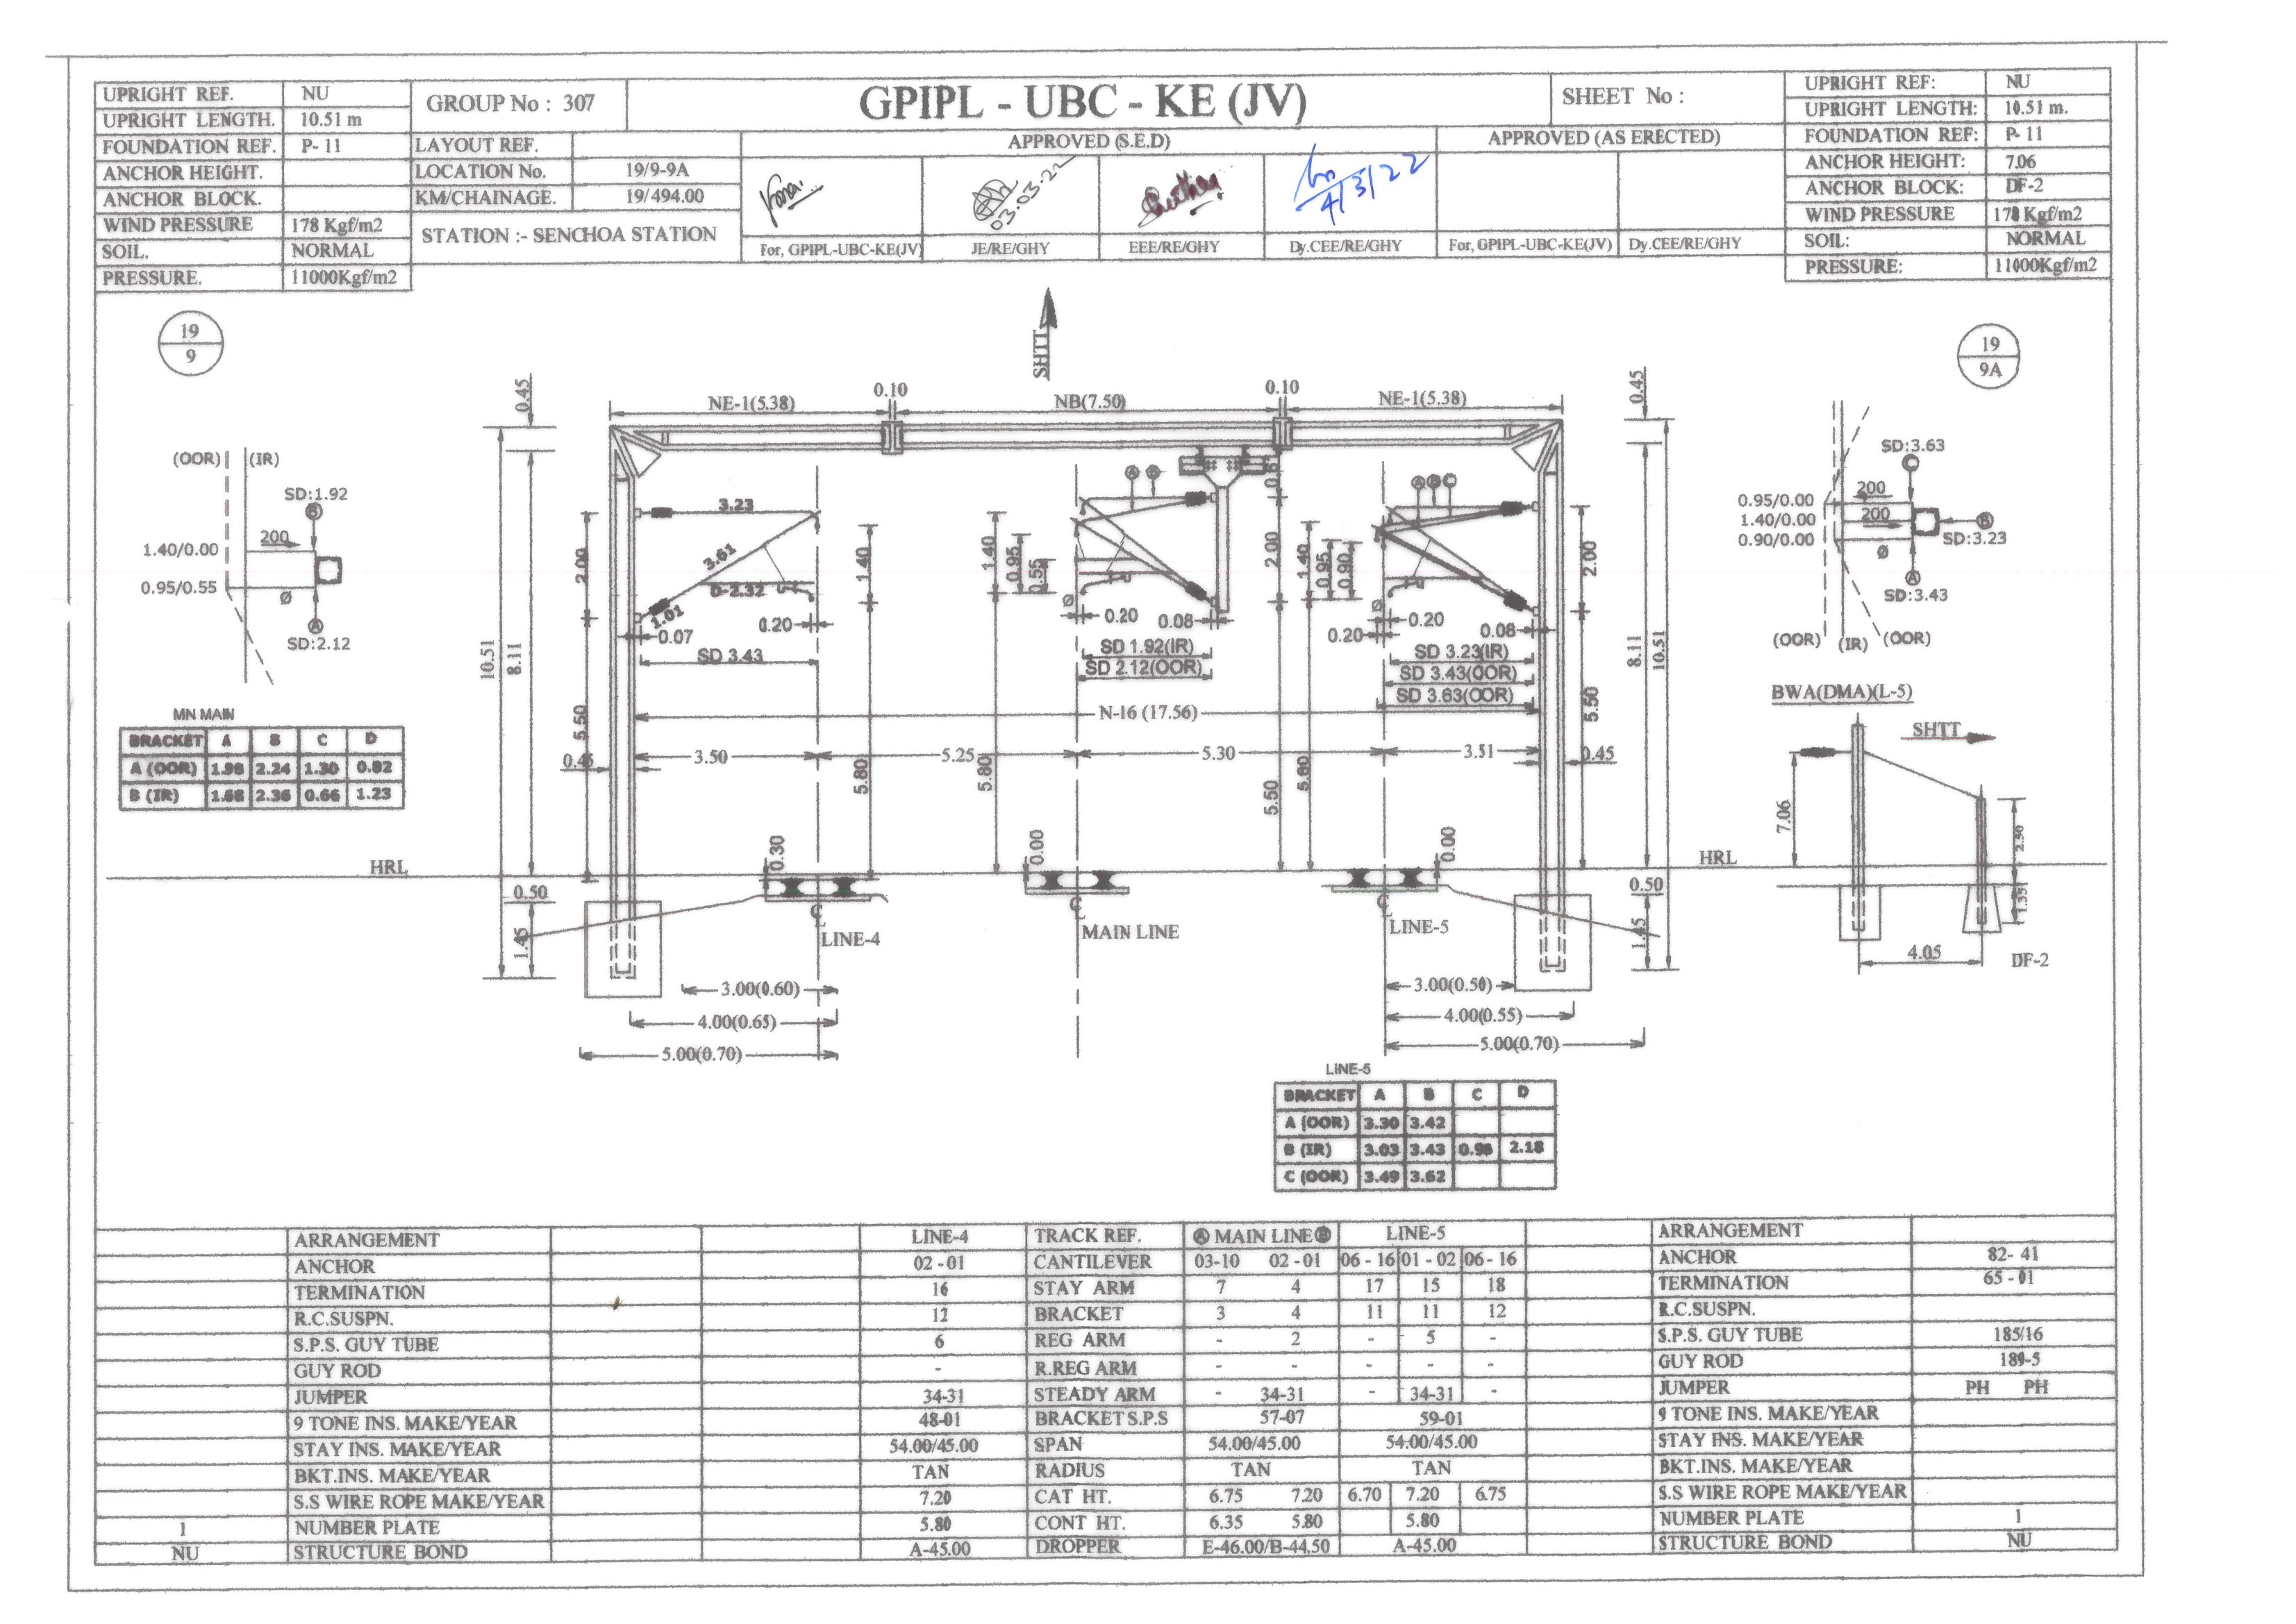 UPRIGHT REF. NU
UPRIGHT LENGTH. 10.51 m
FOUNDATION REF. P- 11
ANCHOR HEIGHT.
ANCHOR BLOCK.
WIND PRESSURE 178 Kgf/m2
SOIL. NORMAL
PRESSURE. 11000Kgf/m2
GROUP No : 307
LAYOUT REF.
LOCATION No. 19/9-9A
KM/CHAINAGE. 19/494.00
STATION :- SENCHOA STATION
GPIPL - UBC - KE (JV)
SHEET No :
APPROVED (S.E.D)
APPROVED (AS ERECTED)
03.03.22
4/3/22
For, GPIPL-UBC-KE(JV)
JE/RE/GHY
EEE/RE/GHY
Dy.CEE/RE/GHY
For, GPIPL-UBC-KE(JV)
Dy.CEE/RE/GHY
UPRIGHT REF: NU
UPRIGHT LENGTH: 10.51 m.
FOUNDATION REF: P- 11
ANCHOR HEIGHT: 7.06
ANCHOR BLOCK: DF-2
WIND PRESSURE 178 Kgf/m2
SOIL: NORMAL
PRESSURE: 11000Kgf/m2
19
9
(OOR) (IR)
SD:1.92
B
200
1.40/0.00
0.95/0.55
Ø
A
SD:2.12
MN MAIN
BRACKET A B C D
A (OOR) 1.98 2.24 1.30 0.82
B (IR) 1.68 2.36 0.66 1.23
SHTT
0.45
NE-1(5.38)
0.10
NB(7.50)
0.10
NE-1(5.38)
0.45
10.51
8.11
2.00
3.23
3.61
D-2.32
1.01
0.07
0.20
1.40
SD 3.43
5.50
0.45
3.50
5.80
A B
1.40
0.95
0.55
Ø
0.20
0.08
2.00
SD 1.92(IR)
SD 2.12(OOR)
N-16 (17.56)
5.25
5.80
5.30
5.50
5.80
A B C
1.40
0.95
0.90
Ø
0.20
0.20
0.08
2.00
SD 3.23(IR)
SD 3.43(OOR)
SD 3.63(OOR)
3.51
0.45
5.50
8.11
10.51
HRL
0.30
0.00
0.00
HRL
0.50
1.45
0.50
1.45
LINE-4
MAIN LINE
LINE-5
3.00(0.60)
4.00(0.65)
5.00(0.70)
3.00(0.50)
4.00(0.55)
5.00(0.70)
19
9A
SD:3.63
C
0.95/0.00 200
1.40/0.00 200 B
0.90/0.00 SD:3.23
Ø
A
SD:3.43
(OOR) (IR) (OOR)
BWA(DMA)(L-5)
SHTT
7.06
1.35
4.05
DF-2
LINE-5
BRACKET A B C D
A (OOR) 3.30 3.42
B (IR) 3.03 3.43 0.98 2.18
C (OOR) 3.49 3.62
ARRANGEMENT LINE-4 TRACK REF. A MAIN LINE B LINE-5 ARRANGEMENT
ANCHOR 02 - 01 CANTILEVER 03-10 02 - 01 06 - 16 01 - 02 06 - 16 ANCHOR 82- 41
TERMINATION 16 STAY ARM 7 4 17 15 18 TERMINATION 65 - 01
R.C.SUSPN. 12 BRACKET 3 4 11 11 12 R.C.SUSPN.
S.P.S. GUY TUBE 6 REG ARM - 2 - 5 - S.P.S. GUY TUBE 185/16
GUY ROD - R.REG ARM - - - - - GUY ROD 189-5
JUMPER 34-31 STEADY ARM - 34-31 - 34-31 - JUMPER PH PH
9 TONE INS. MAKE/YEAR 48-01 BRACKET S.P.S 57-07 59-01 9 TONE INS. MAKE/YEAR
STAY INS. MAKE/YEAR 54.00/45.00 SPAN 54.00/45.00 54.00/45.00 STAY INS. MAKE/YEAR
BKT.INS. MAKE/YEAR TAN RADIUS TAN TAN BKT.INS. MAKE/YEAR
S.S WIRE ROPE MAKE/YEAR 7.20 CAT HT. 6.75 7.20 6.70 7.20 6.75 S.S WIRE ROPE MAKE/YEAR
1 NUMBER PLATE 5.80 CONT HT. 6.35 5.80 5.80 NUMBER PLATE 1
NU STRUCTURE BOND A-45.00 DROPPER E-46.00/B-44.50 A-45.00 STRUCTURE BOND NU